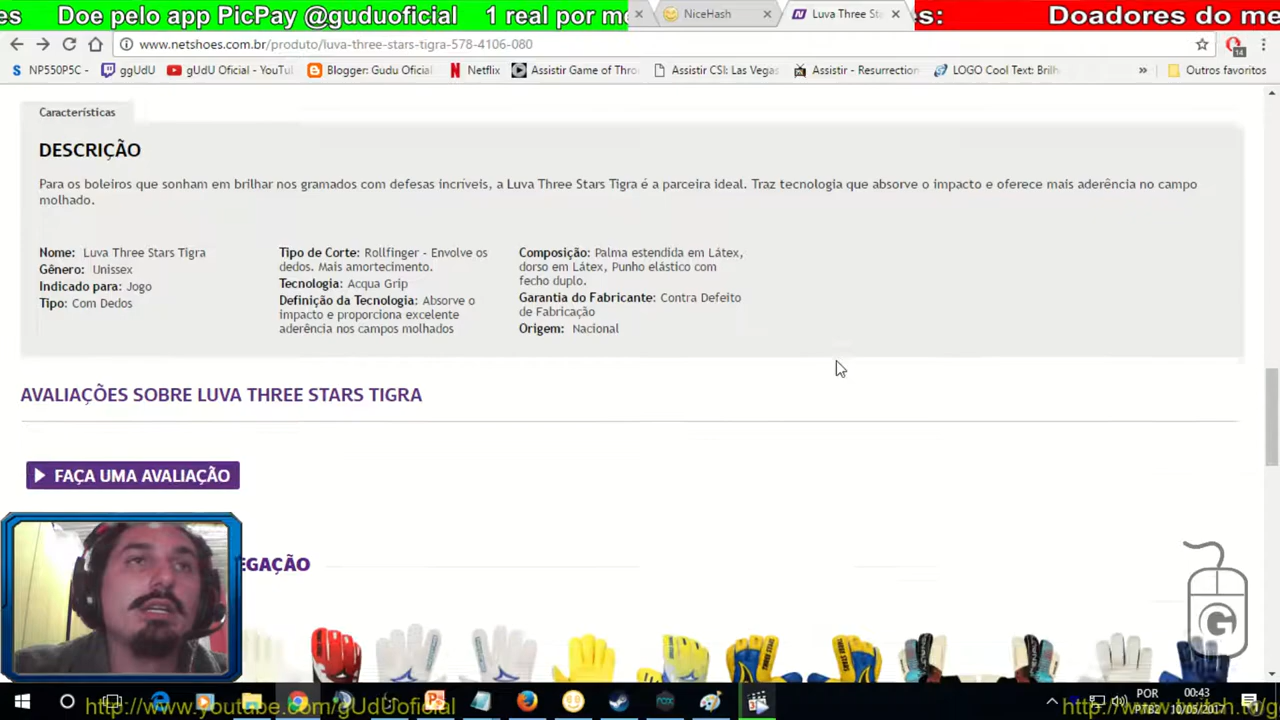 es Doe pelo app PicPay @guduoficial 1 real por me
NiceHash
Luva Three St
es: Doadores do me
www.netshoes.com.br/produto/luva-three-stars-tigra-578-4106-080
14
NP550P5C - ggUdU gUdU Oficial - YouTu Blogger: Gudu Oficial Netflix Assistir Game of Thro Assistir CSI: Las Vegas Assistir - Resurrection LOGO Cool Text: Brilh » Outros favoritos
Características
DESCRIÇÃO
Para os boleiros que sonham em brilhar nos gramados com defesas incríveis, a Luva Three Stars Tigra é a parceira ideal. Traz tecnologia que absorve o impacto e oferece mais aderência no campo
molhado.
Nome: Luva Three Stars Tigra
Gênero: Unissex
Indicado para: Jogo
Tipo: Com Dedos
Tipo de Corte: Rollfinger - Envolve os
dedos. Mais amortecimento.
Tecnologia: Acqua Grip
Definição da Tecnologia: Absorve o
impacto e proporciona excelente
aderência nos campos molhados
Composição: Palma estendida em Látex,
dorso em Látex, Punho elástico com
fecho duplo.
Garantia do Fabricante: Contra Defeito
de Fabricação
Origem: Nacional
AVALIAÇÕES SOBRE LUVA THREE STARS TIGRA
FAÇA UMA AVALIAÇÃO
EGAÇÃO
G
POR
PTB2
00:43
10/05/2017
http://www.youtube.com/gUdUoficial